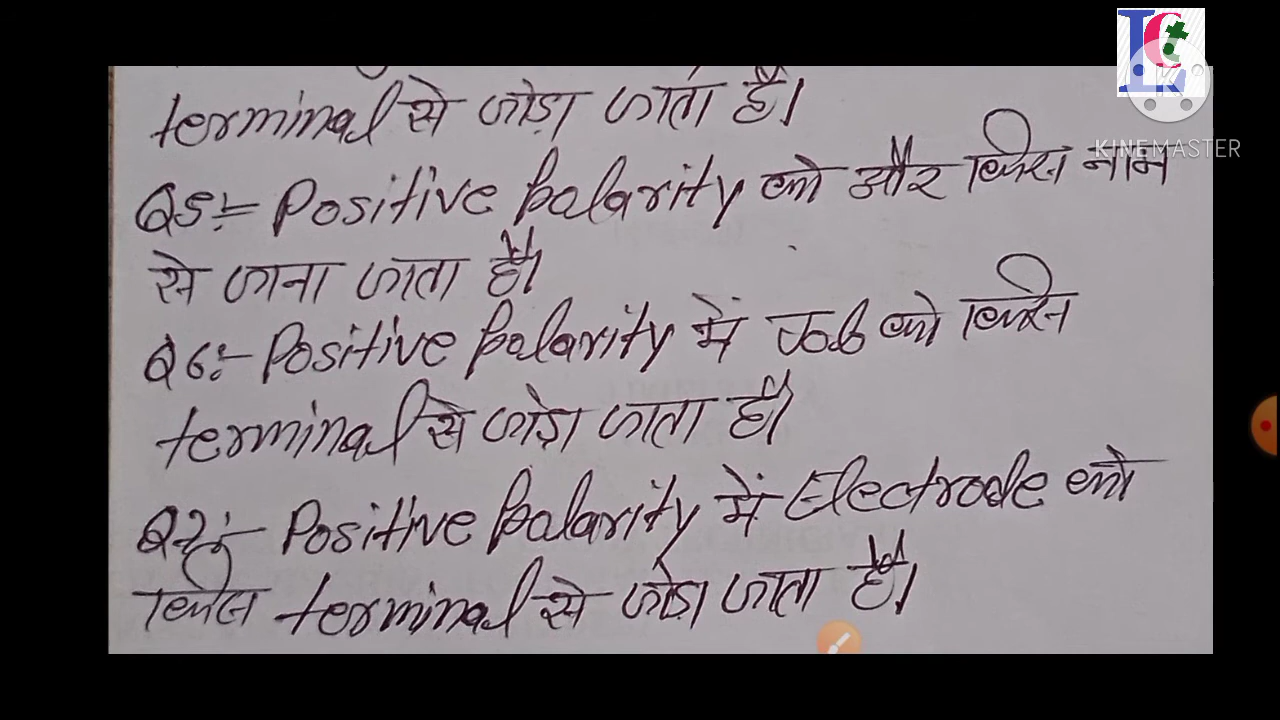 terminal से जोड़ा जाता है।
Q5:- Positive polarity को और किस नाम
से जाना जाता है।
Q6:- Positive polarity में Job को किस
terminal से जोड़ा जाता है।
Q7:- Positive polarity में Electrode को
किस terminal से जोड़ा जाता है।
KINEMASTER